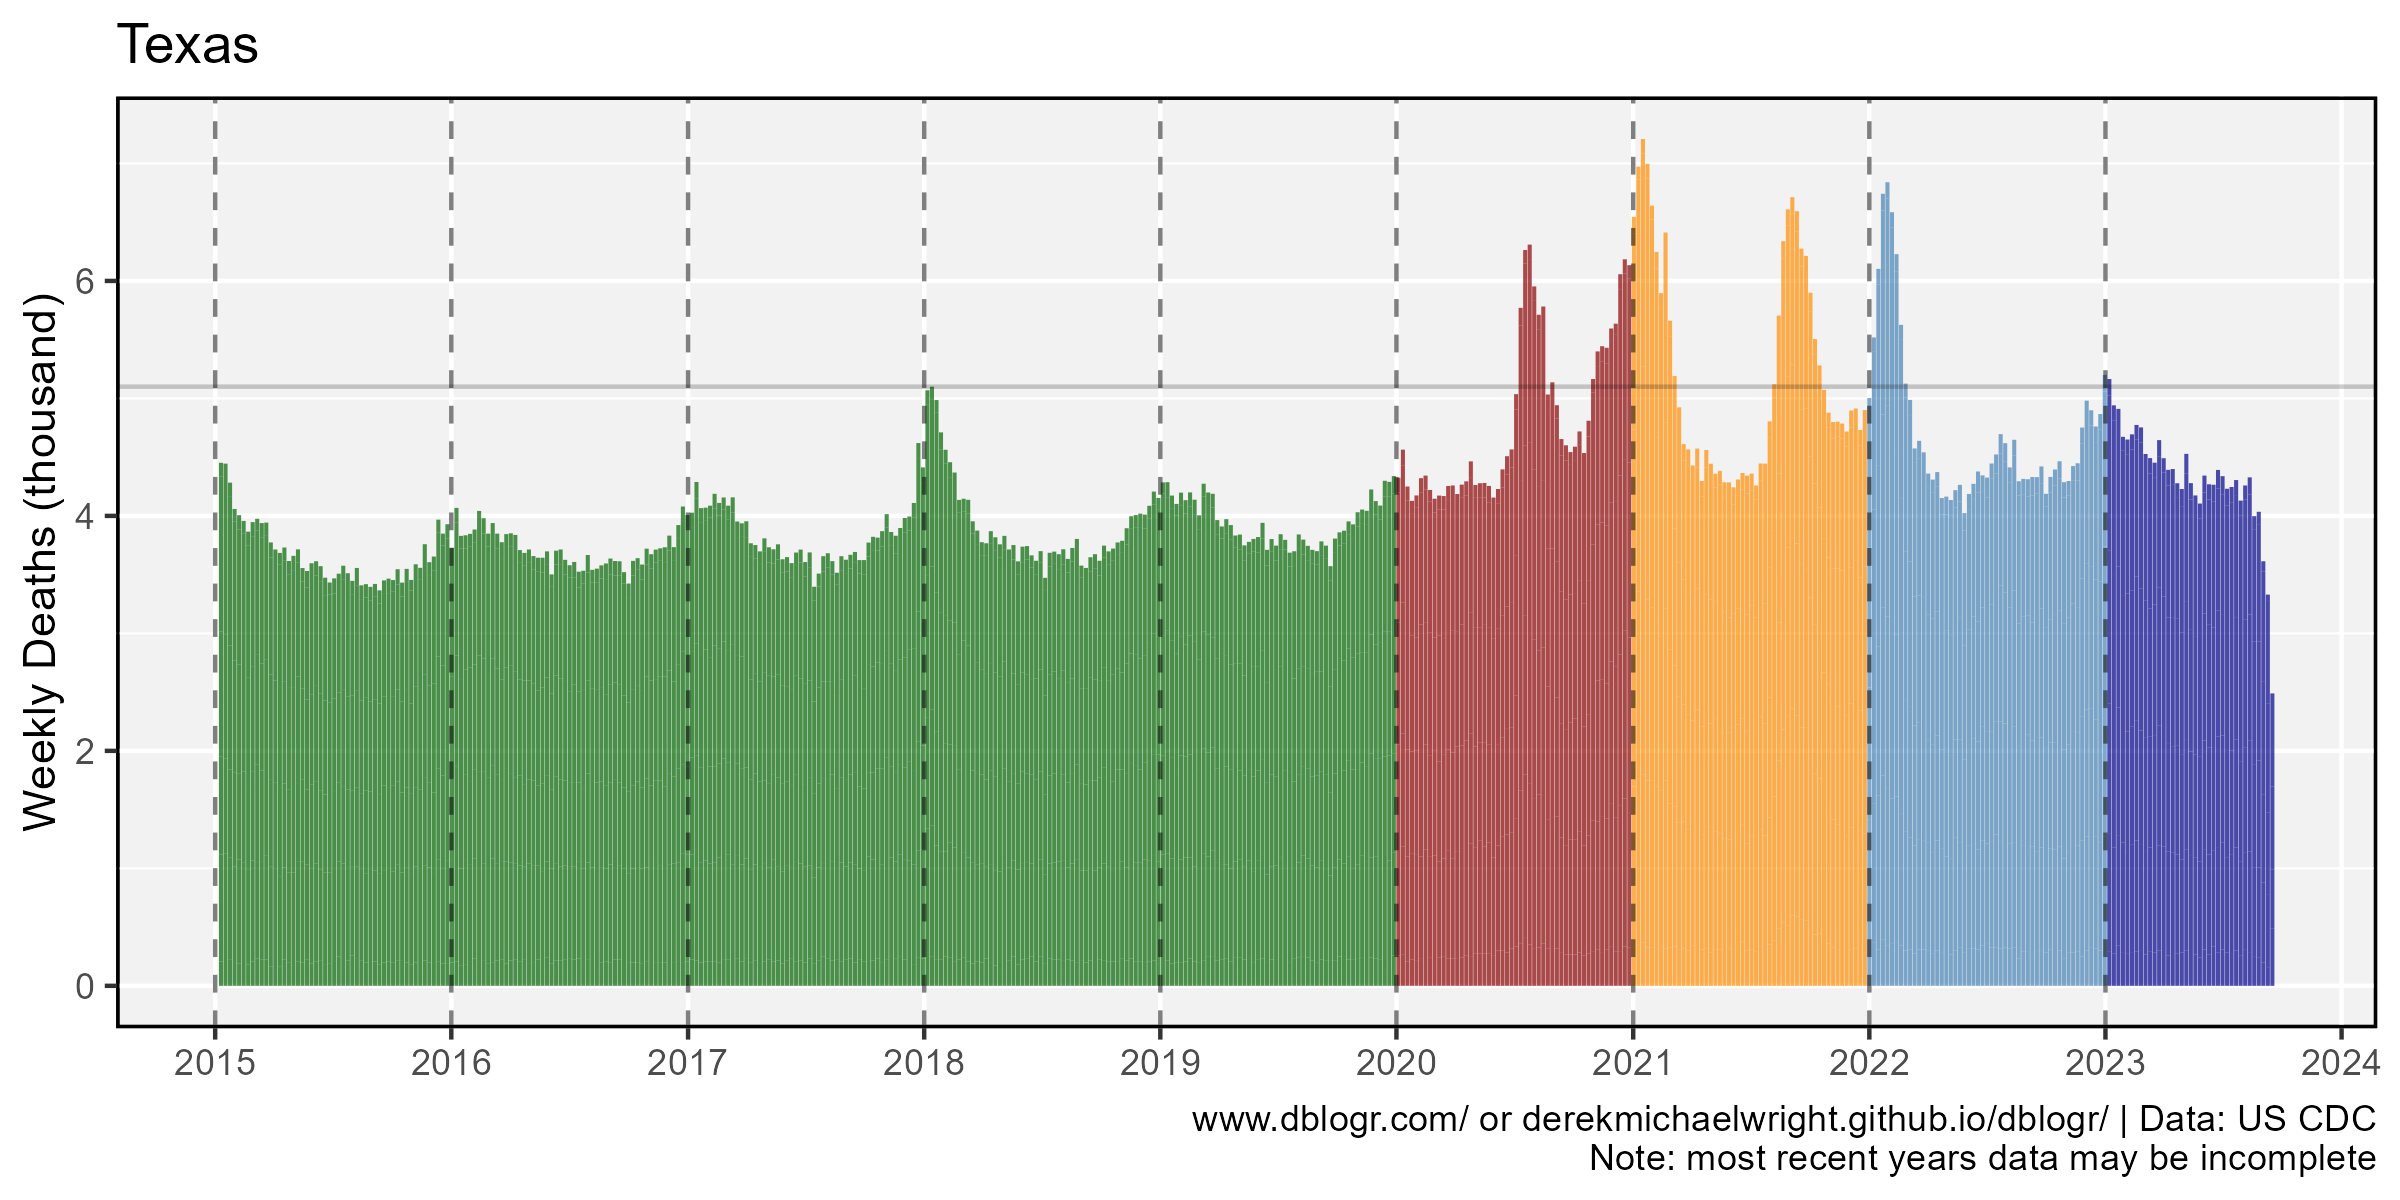 Texas
Weekly Deaths (thousand)
6
4
2
0
2015 2016 2017 2018 2019 2020 2021 2022 2023 2024
www.dblogr.com/ or derekmichaelwright.github.io/dblogr/ | Data: US CDC
Note: most recent years data may be incomplete